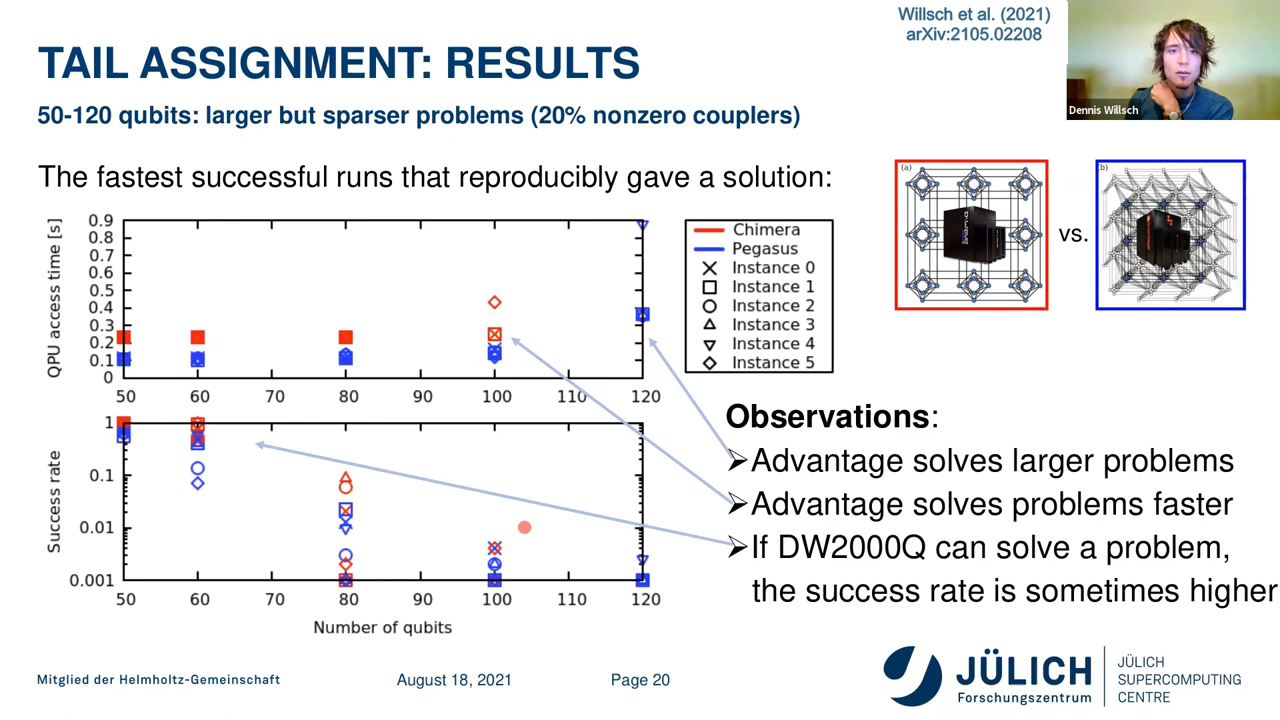 Willsch et al. (2021)
arXiv:2105.02208
Dennis Willsch
TAIL ASSIGNMENT: RESULTS
50-120 qubits: larger but sparser problems (20% nonzero couplers)
The fastest successful runs that reproducibly gave a solution:
QPU access time [s]
0.9
0.8
0.7
0.6
0.5
0.4
0.3
0.2
0.1
0
50 60 70 80 90 100 110 120
Chimera
Pegasus
Instance 0
Instance 1
Instance 2
Instance 3
Instance 4
Instance 5
(a)
vs.
b)
Success rate
1
0.1
0.01
0.001
50 60 70 80 90 100 110 120
Number of qubits
Observations:
➢Advantage solves larger problems
➢Advantage solves problems faster
➢If DW2000Q can solve a problem,
the success rate is sometimes higher
Mitglied der Helmholtz-Gemeinschaft
August 18, 2021
Page 20
JÜLICH
Forschungszentrum
JÜLICH
SUPERCOMPUTING
CENTRE